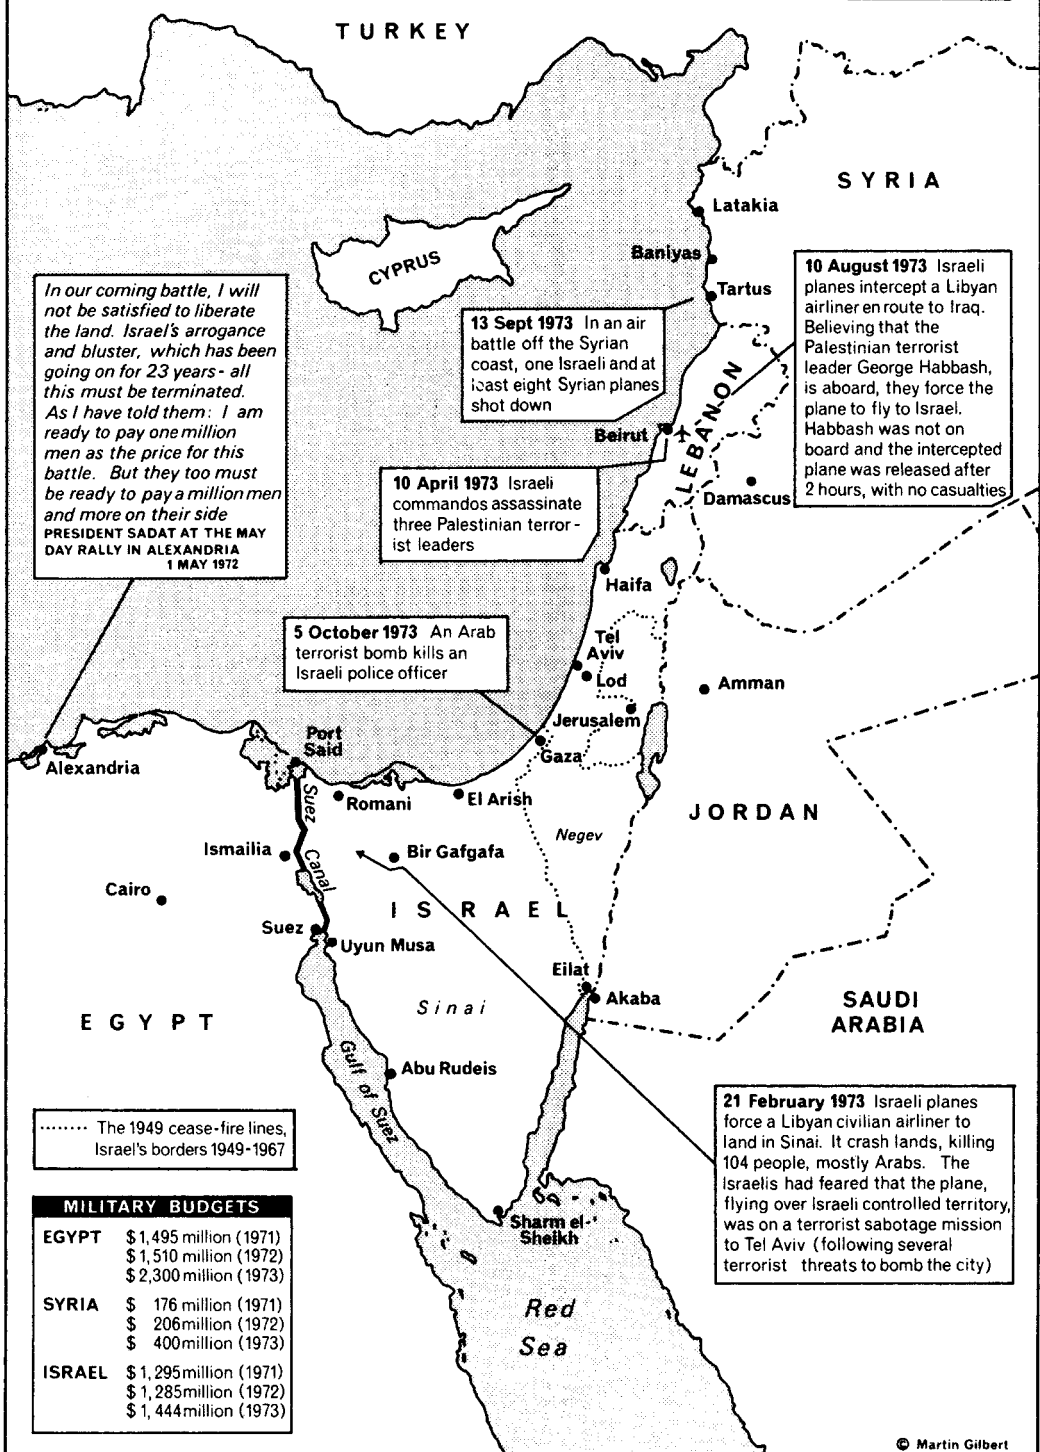 TURKEY
SYRIA
Latakia
CYPRUS
Baniyas
Tartus
10 August 1973 Israeli
planes intercept a Libyan
airliner en route to Iraq.
Believing that the
Palestinian terrorist
leader George Habbash,
is aboard, they force the
plane to fly to Israel.
Habbash was not on
board and the intercepted
plane was released after
2 hours, with no casualties
In our coming battle, I will
not be satisfied to liberate
the land. Israel's arrogance
and bluster, which has been
going on for 23 years - all
this must be terminated.
As I have told them: I am
ready to pay one million
men as the price for this
battle. But they too must
be ready to pay a million men
and more on their side
PRESIDENT SADAT AT THE MAY
DAY RALLY IN ALEXANDRIA
1 MAY 1972
13 Sept 1973 In an air
battle off the Syrian
coast, one Israeli and at
least eight Syrian planes
shot down
LEBANON
Beirut
Damascus
10 April 1973 Israeli
commandos assassinate
three Palestinian terror-
ist leaders
Haifa
5 October 1973 An Arab
terrorist bomb kills an
Israeli police officer
Tel
Aviv
Lod
Amman
Jerusalem
Port
Said
Gaza
Alexandria
Suez
Canal
Romani
El Arish
JORDAN
Negev
Ismailia
Bir Gafgafa
Cairo
ISRAEL
Suez
Uyun Musa
Eilat
Akaba
Sinai
SAUDI
ARABIA
EGYPT
Gulf of Suez
Abu Rudeis
21 February 1973 Israeli planes
force a Libyan civilian airliner to
land in Sinai. It crash lands, killing
104 people, mostly Arabs. The
Israelis had feared that the plane,
flying over Israeli controlled territory,
was on a terrorist sabotage mission
to Tel Aviv (following several
terrorist threats to bomb the city)
The 1949 cease-fire lines,
Israel's borders 1949-1967
Sharm el-
Sheikh
Red
Sea
MILITARY BUDGETS
EGYPT $1,495 million (1971)
$1,510 million (1972)
$2,300 million (1973)
SYRIA $ 176 million (1971)
$ 206 million (1972)
$ 400 million (1973)
ISRAEL $1,295 million (1971)
$1,285 million (1972)
$1,444 million (1973)
© Martin Gilbert